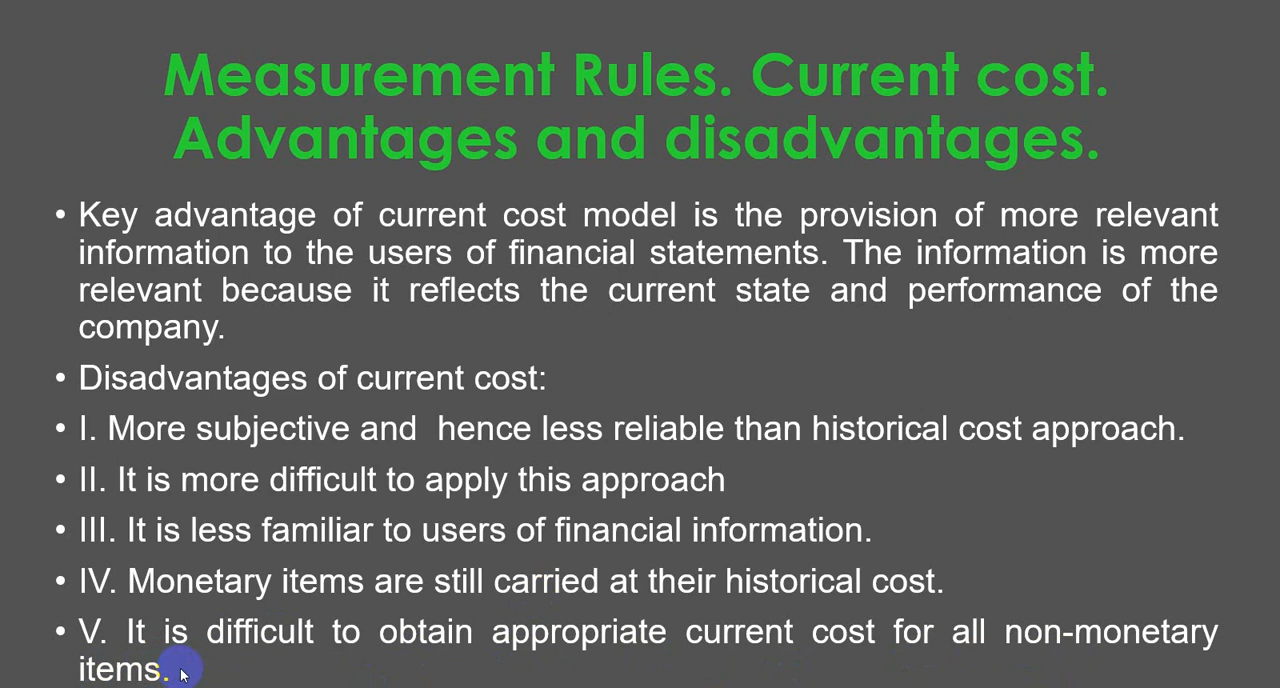 Measurement Rules. Current cost.
Advantages and disadvantages.
• Key advantage of current cost model is the provision of more relevant
information to the users of financial statements. The information is more
relevant because it reflects the current state and performance of the
company.
• Disadvantages of current cost:
• I. More subjective and  hence less reliable than historical cost approach.
• II. It is more difficult to apply this approach
• III. It is less familiar to users of financial information.
• IV. Monetary items are still carried at their historical cost.
• V. It is difficult to obtain appropriate current cost for all non-monetary
items.